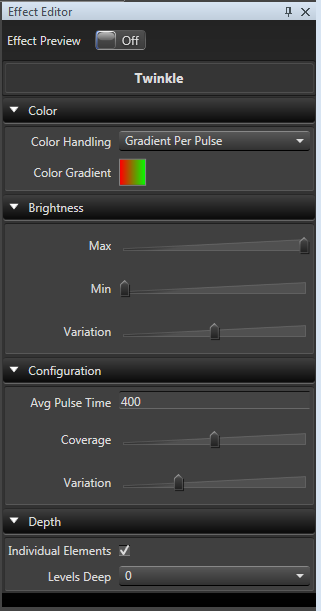 Effect Editor
Effect Preview Off
Twinkle
Color
Color Handling Gradient Per Pulse
Color Gradient
Brightness
Max
Min
Variation
Configuration
Avg Pulse Time 400
Coverage
Variation
Depth
Individual Elements
Levels Deep 0